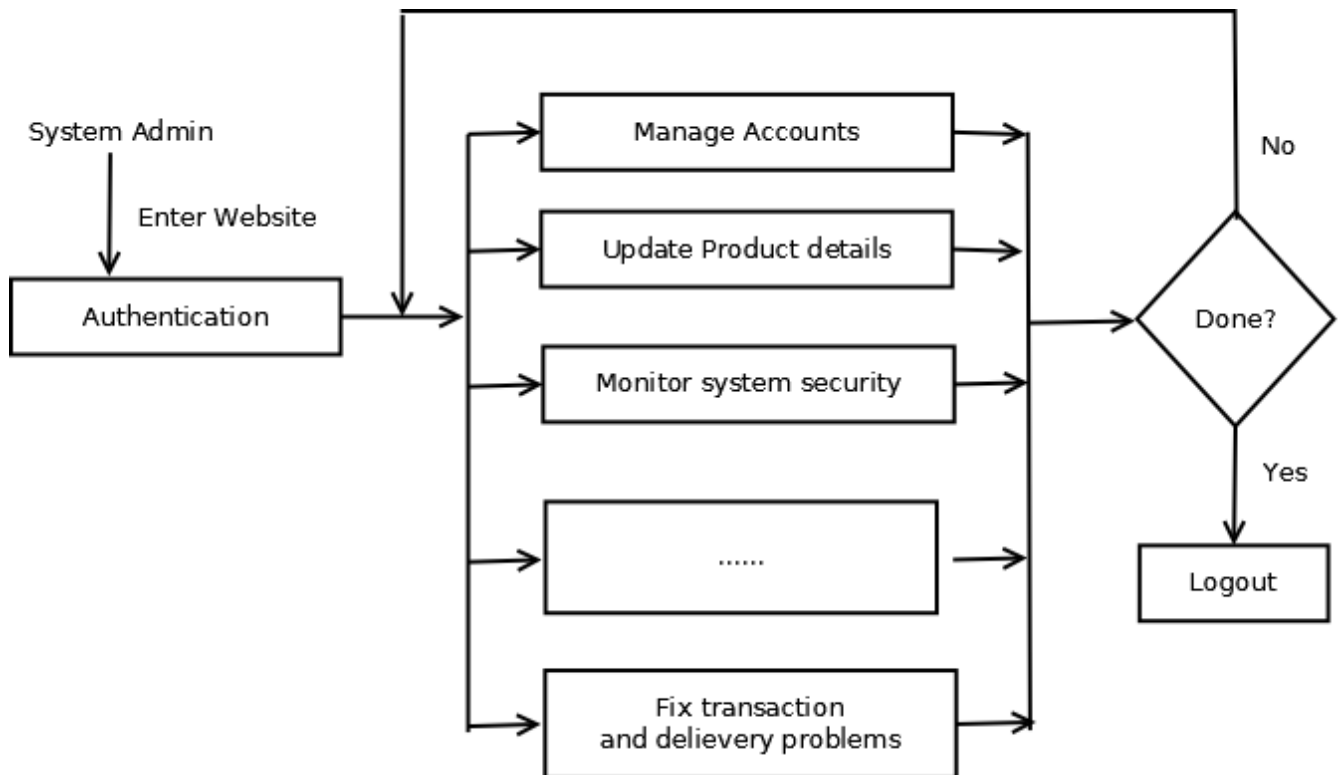 System Admin
Enter Website
Authentication
Manage Accounts
Update Product details
Monitor system security
......
Fix transaction
and delievery problems
Done?
No
Yes
Logout